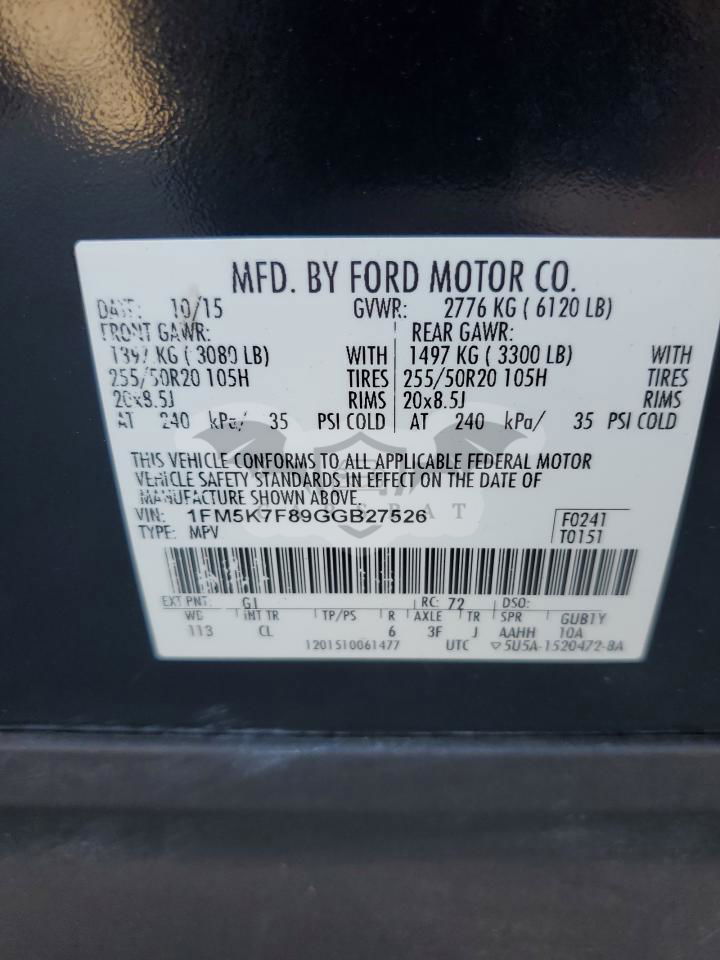 MFD. BY FORD MOTOR CO.
DATE: 10/15 GVWR: 2776 KG ( 6120 LB)
FRONT GAWR: REAR GAWR:
1397 KG ( 3080 LB) WITH 1497 KG ( 3300 LB) WITH
255/50R20 105H TIRES 255/50R20 105H TIRES
20x8.5J RIMS 20x8.5J RIMS
AT 240 kPa/ 35 PSI COLD AT 240 kPa/ 35 PSI COLD
THIS VEHICLE CONFORMS TO ALL APPLICABLE FEDERAL MOTOR
VEHICLE SAFETY STANDARDS IN EFFECT ON THE DATE OF
MANUFACTURE SHOWN ABOVE.
VIN: 1FM5K7F89GGB27526 F0241
TYPE: MPV T0151
EXT PNT: G1 RC: 72 DSO:
WB INT TR TP/PS R AXLE TR SPR GUB1Y
113 CL 6 3F J AAHH 10A
1201510061477 UTC ▽5U5A-1520472-BA